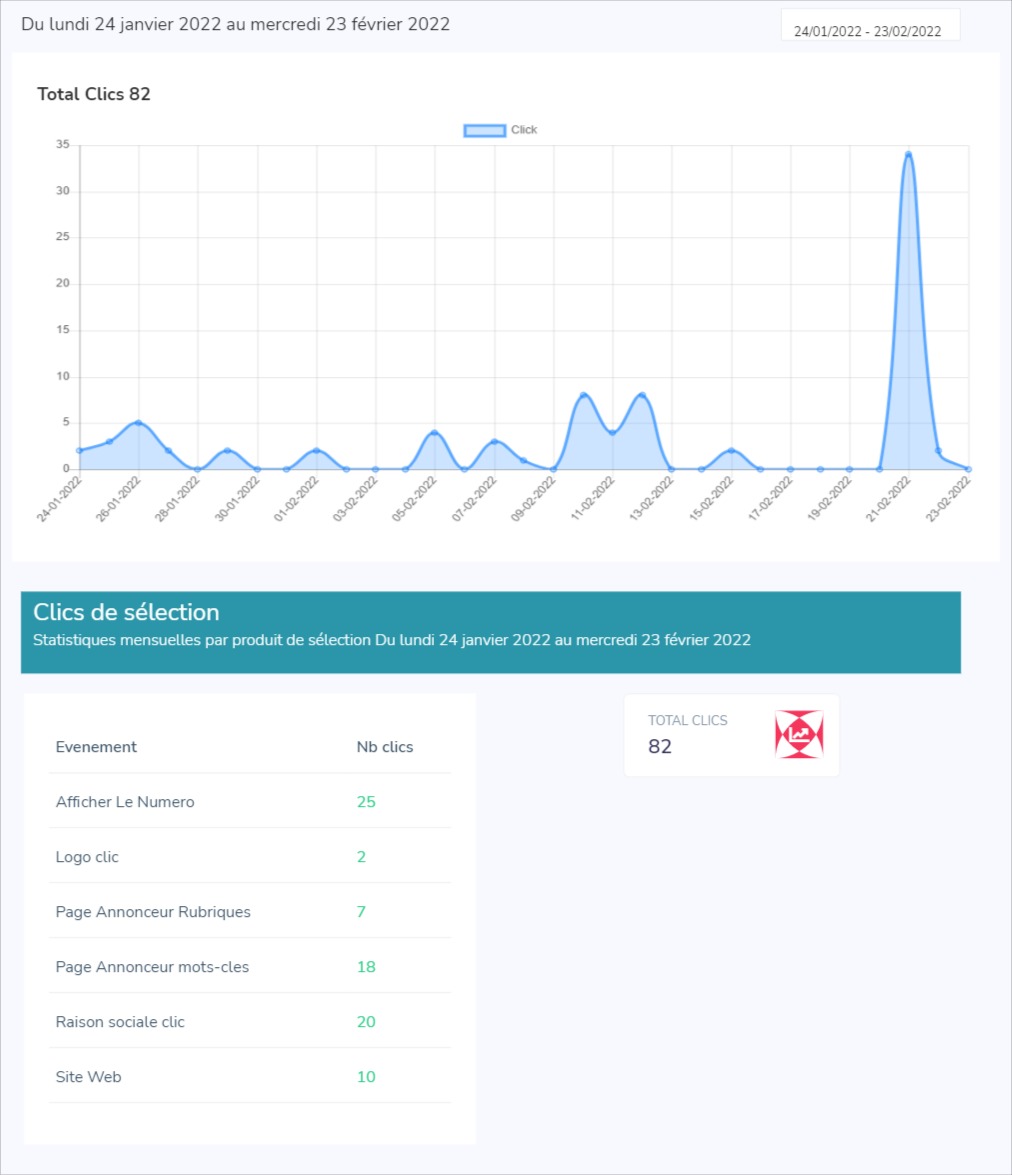 Du lundi 24 janvier 2022 au mercredi 23 février 2022
24/01/2022 - 23/02/2022
Total Clics 82
Click
35
30
25
20
15
10
5
0
24-01-2022
26-01-2022
28-01-2022
30-01-2022
01-02-2022
03-02-2022
05-02-2022
07-02-2022
09-02-2022
11-02-2022
13-02-2022
15-02-2022
17-02-2022
19-02-2022
21-02-2022
23-02-2022
Clics de sélection
Statistiques mensuelles par produit de sélection Du lundi 24 janvier 2022 au mercredi 23 février 2022
TOTAL CLICS
82
Evenement Nb clics
Afficher Le Numero 25
Logo clic 2
Page Annonceur Rubriques 7
Page Annonceur mots-cles 18
Raison sociale clic 20
Site Web 10